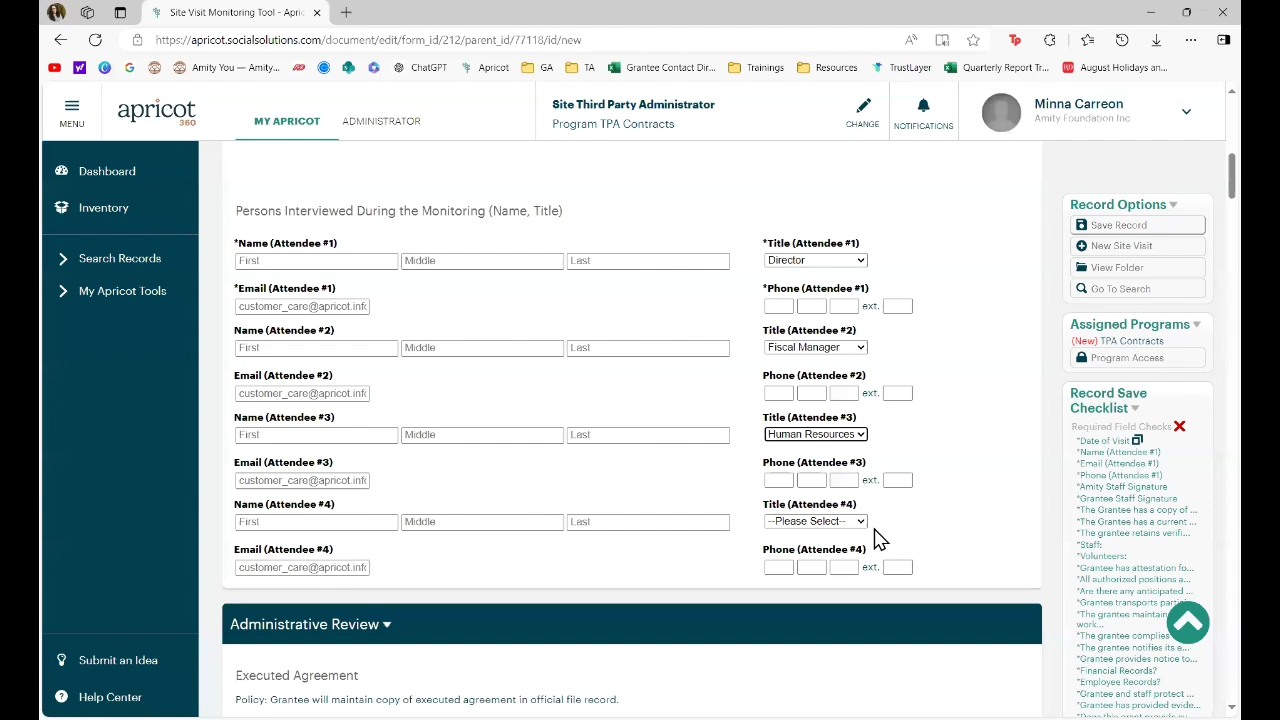 Site Visit Monitoring Tool - Apric
https://apricot.socialsolutions.com/document/edit/form_id/212/parent_id/77118/id/new
Amity You — Amity...
ChatGPT
Apricot
GA
TA
Grantee Contact Dir...
Trainings
Resources
TrustLayer
Quarterly Report Tr...
August Holidays an...
MENU
apricot
360
MY APRICOT
ADMINISTRATOR
Site Third Party Administrator
Program TPA Contracts
CHANGE
NOTIFICATIONS
Minna Carreon
Amity Foundation Inc
Dashboard
Inventory
Search Records
My Apricot Tools
Submit an Idea
Help Center
Persons Interviewed During the Monitoring (Name, Title)
*Name (Attendee #1) *Title (Attendee #1)
First Middle Last Director
*Email (Attendee #1) *Phone (Attendee #1)
customer_care@apricot.info ext.
Name (Attendee #2) Title (Attendee #2)
First Middle Last Fiscal Manager
Email (Attendee #2) Phone (Attendee #2)
customer_care@apricot.info ext.
Name (Attendee #3) Title (Attendee #3)
First Middle Last Human Resources
Email (Attendee #3) Phone (Attendee #3)
customer_care@apricot.info ext.
Name (Attendee #4) Title (Attendee #4)
First Middle Last --Please Select--
Email (Attendee #4) Phone (Attendee #4)
customer_care@apricot.info ext.
Administrative Review
Executed Agreement
Policy: Grantee will maintain copy of executed agreement in official file record.
Record Options
Save Record
New Site Visit
View Folder
Go To Search
Assigned Programs
(New) TPA Contracts
Program Access
Record Save
Checklist
Required Field Checks
*Date of Visit
*Name (Attendee #1)
*Email (Attendee #1)
*Phone (Attendee #1)
*Amity Staff Signature
*Grantee Staff Signature
*The Grantee has a copy of ...
*The Grantee has a current ...
*The grantee retains verifi...
*Staff:
*Volunteers:
*Grantee has attestation fo...
*All authorized positions a...
*Are there any anticipated ...
*Grantee transports
*The grantee
work...
*The grantee complies
*The grantee notifies its e...
*Grantee provides notice to...
*Financial Records?
*Employee Records?
*Grantee and staff protect ...
*Grantee has provided evide...